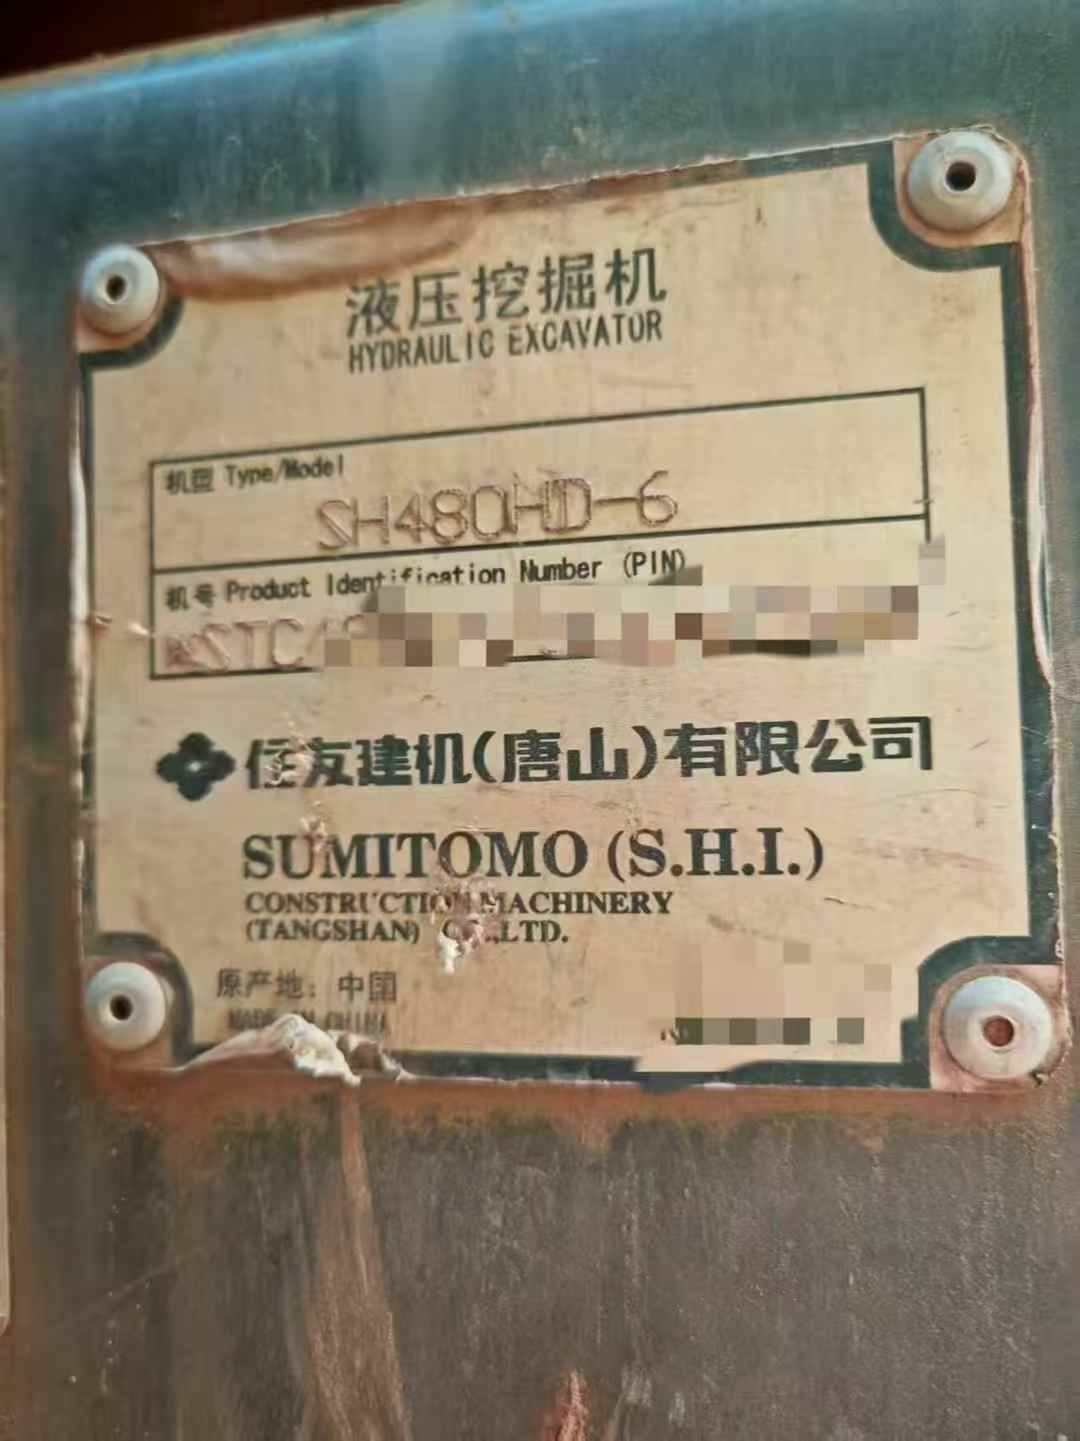 液压挖掘机
HYDRAULIC EXCAVATOR
机型 Type/Model
SH480HD-6
机号 Product Identification Number (PIN)
STC4
住友建机(唐山)有限公司
SUMITOMO (S.H.I.)
CONSTRUCTION MACHINERY
(TANGSHAN) CO.,LTD.
原产地：中国
MADE IN CHINA